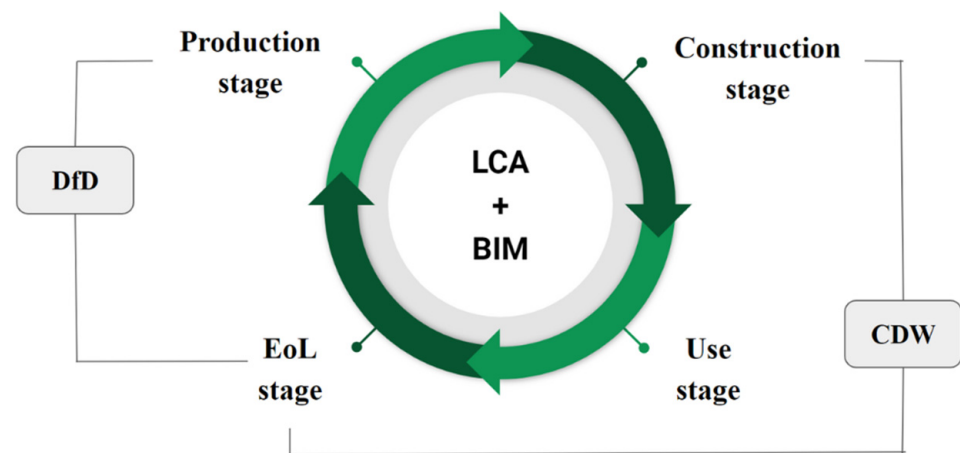 Production
stage
Construction
stage
DfD
LCA
+
BIM
EoL
stage
Use
stage
CDW